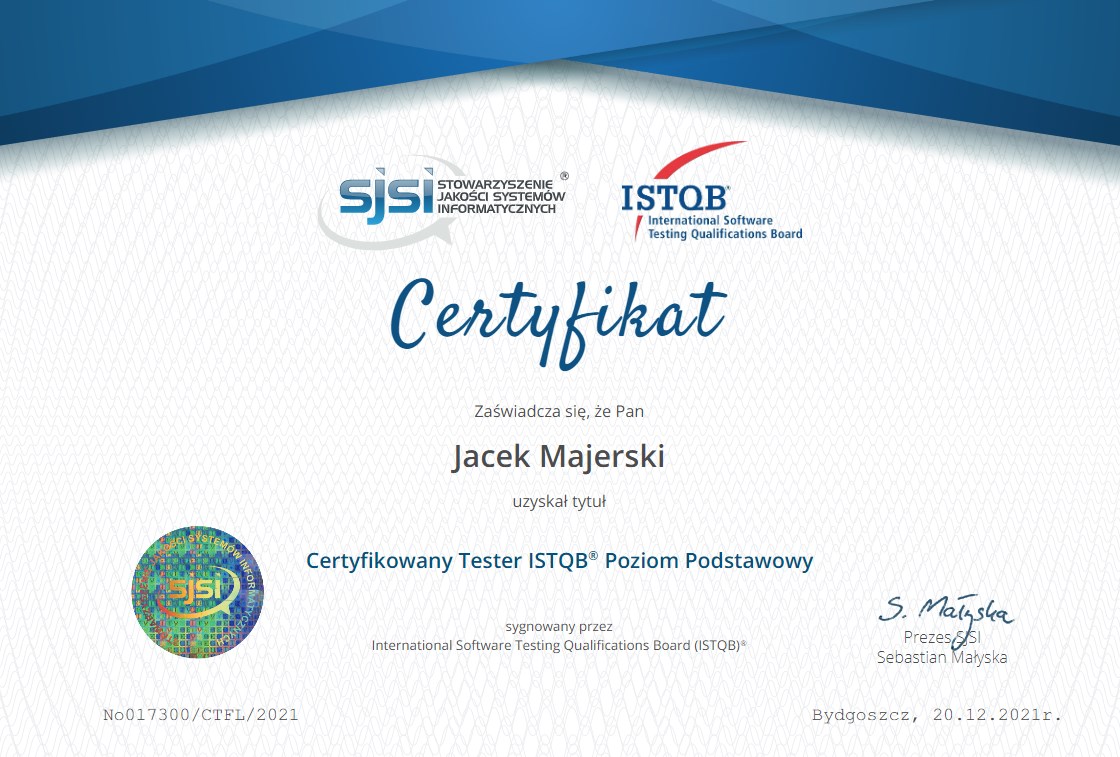 sjsi STOWARZYSZENIE ®
JAKOŚCI SYSTEMÓW
INFORMATYCZNYCH
ISTQB®
International Software
Testing Qualifications Board
Certyfikat
Zaświadcza się, że Pan
Jacek Majerski
uzyskał tytuł
Certyfikowany Tester ISTQB® Poziom Podstawowy
JAKOŚCI SYSTEMÓW INFORMATYCZNYCH
sjsi
sygnowany przez
International Software Testing Qualifications Board (ISTQB)®
S. Małyska
Prezes SJSI
Sebastian Małyska
No017300/CTFL/2021
Bydgoszcz, 20.12.2021r.